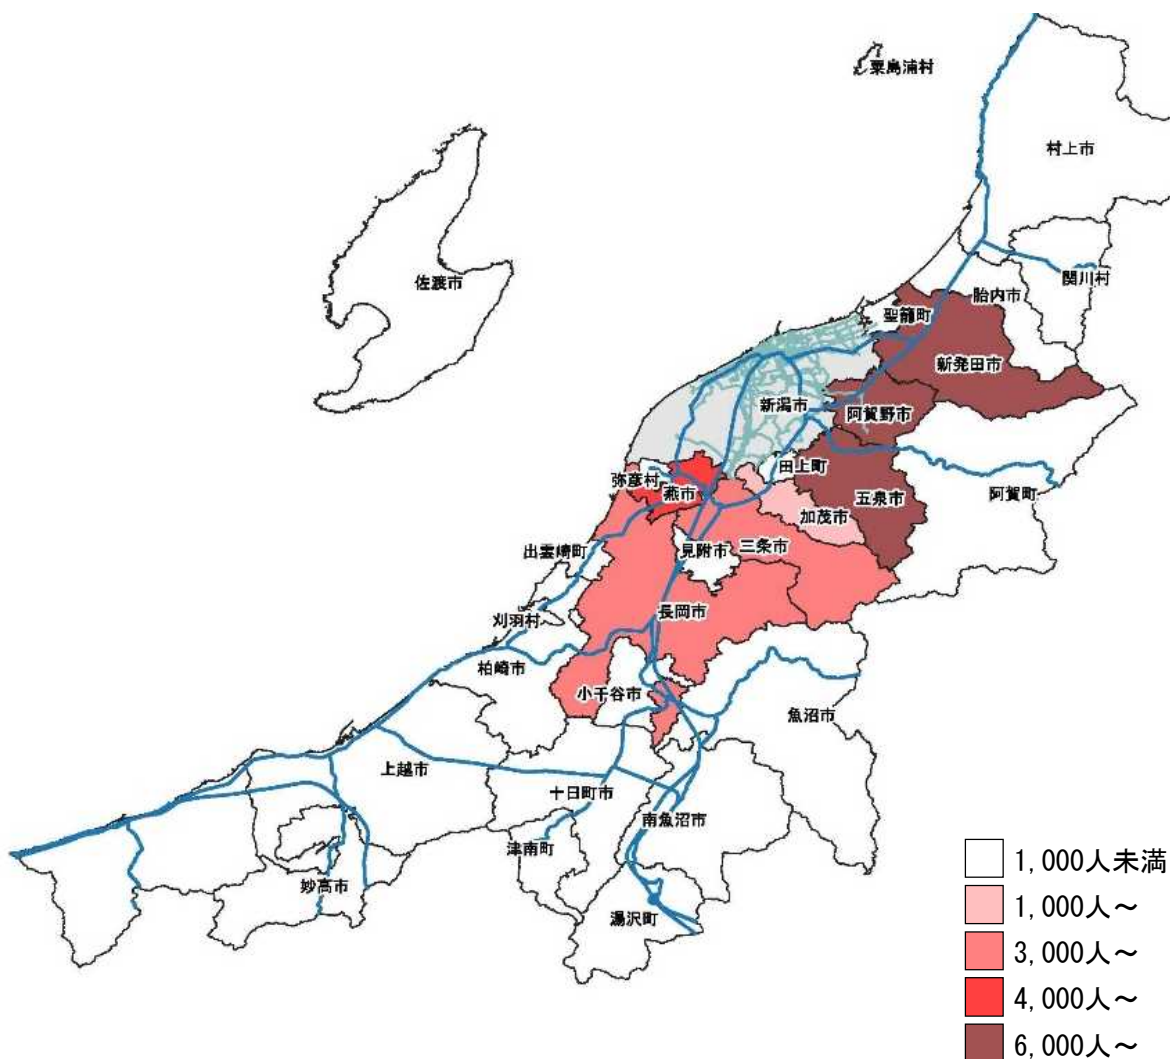 粟島浦村
村上市
関川村
佐渡市
胎内市
聖籠町
新発田市
新潟市
阿賀野市
田上町
弥彦村
燕市
五泉市
阿賀町
加茂市
出雲崎町
見附市
三条市
長岡市
刈羽村
柏崎市
小千谷市
魚沼市
上越市
十日町市
南魚沼市
津南町
妙高市
湯沢町
1,000人未満
1,000人～
3,000人～
4,000人～
6,000人～